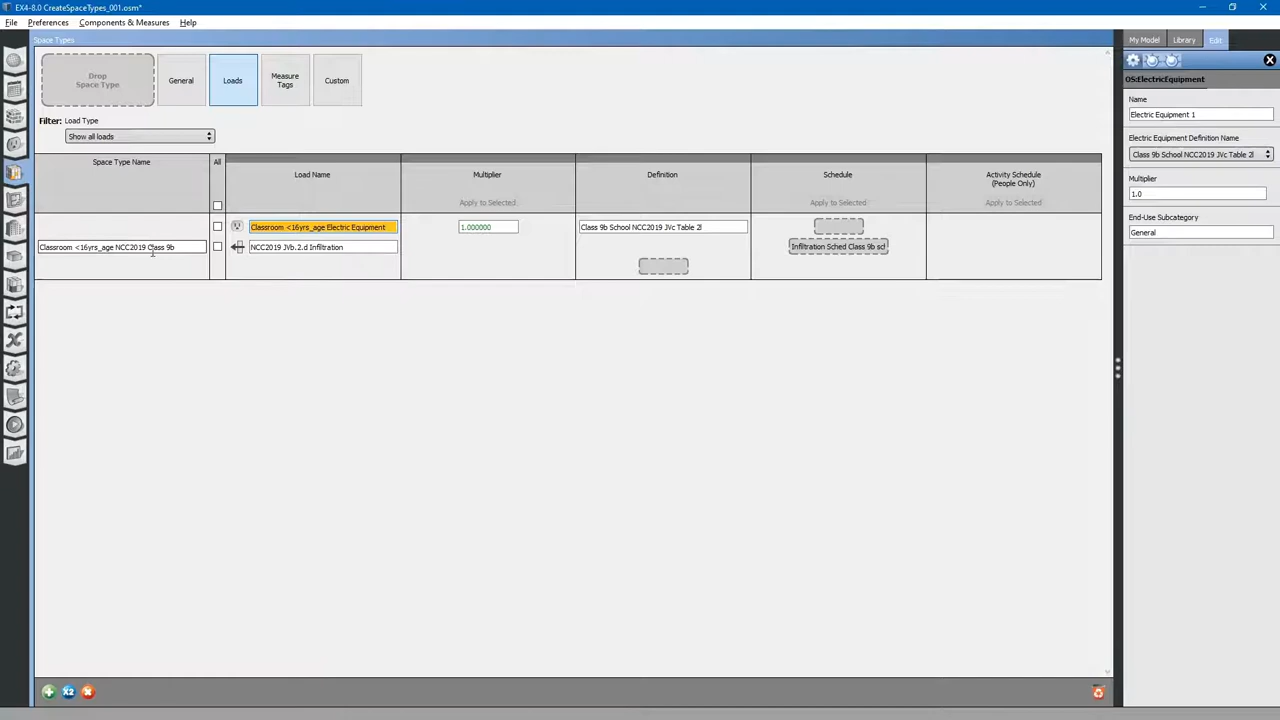 EX4-8.0 CreateSpaceTypes_001.osm*
File Preferences Components & Measures Help
Space Types
My Model Library Edit
Drop
Space Type
General
Loads
Measure
Tags
Custom
OS:ElectricEquipment
Name
Electric Equipment 1
Filter: Load Type
Show all loads
Electric Equipment Definition Name
Class 9b School NCC2019 JVc Table 2l
Space Type Name
All
Load Name
Multiplier
Definition
Schedule
Activity Schedule
(People Only)
Apply to Selected
Apply to Selected
Apply to Selected
Multiplier
1.0
End-Use Subcategory
General
Classroom <16yrs_age Electric Equipment
1.000000
Class 9b School NCC2019 JVc Table 2l
Classroom <16yrs_age NCC2019 Class 9b
NCC2019 JVb.2.d Infiltration
Infiltration Sched Class 9b scl
X2